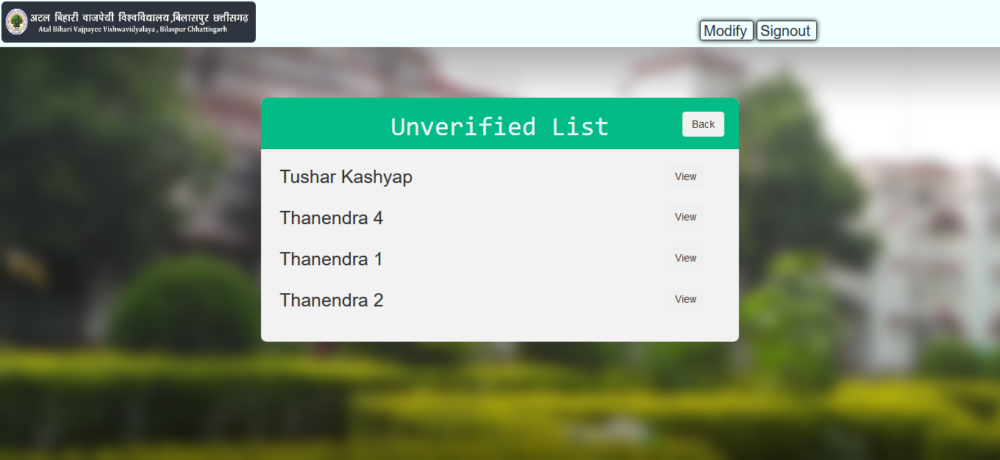 अटल बिहारी वाजपेयी विश्वविद्यालय,बिलासपुर छत्तीसगढ़
Atal Bihari Vajpayee Vishwavidyalaya , Bilaspur Chhattisgarh
Modify Signout
Unverified List Back
Tushar Kashyap View
Thanendra 4 View
Thanendra 1 View
Thanendra 2 View